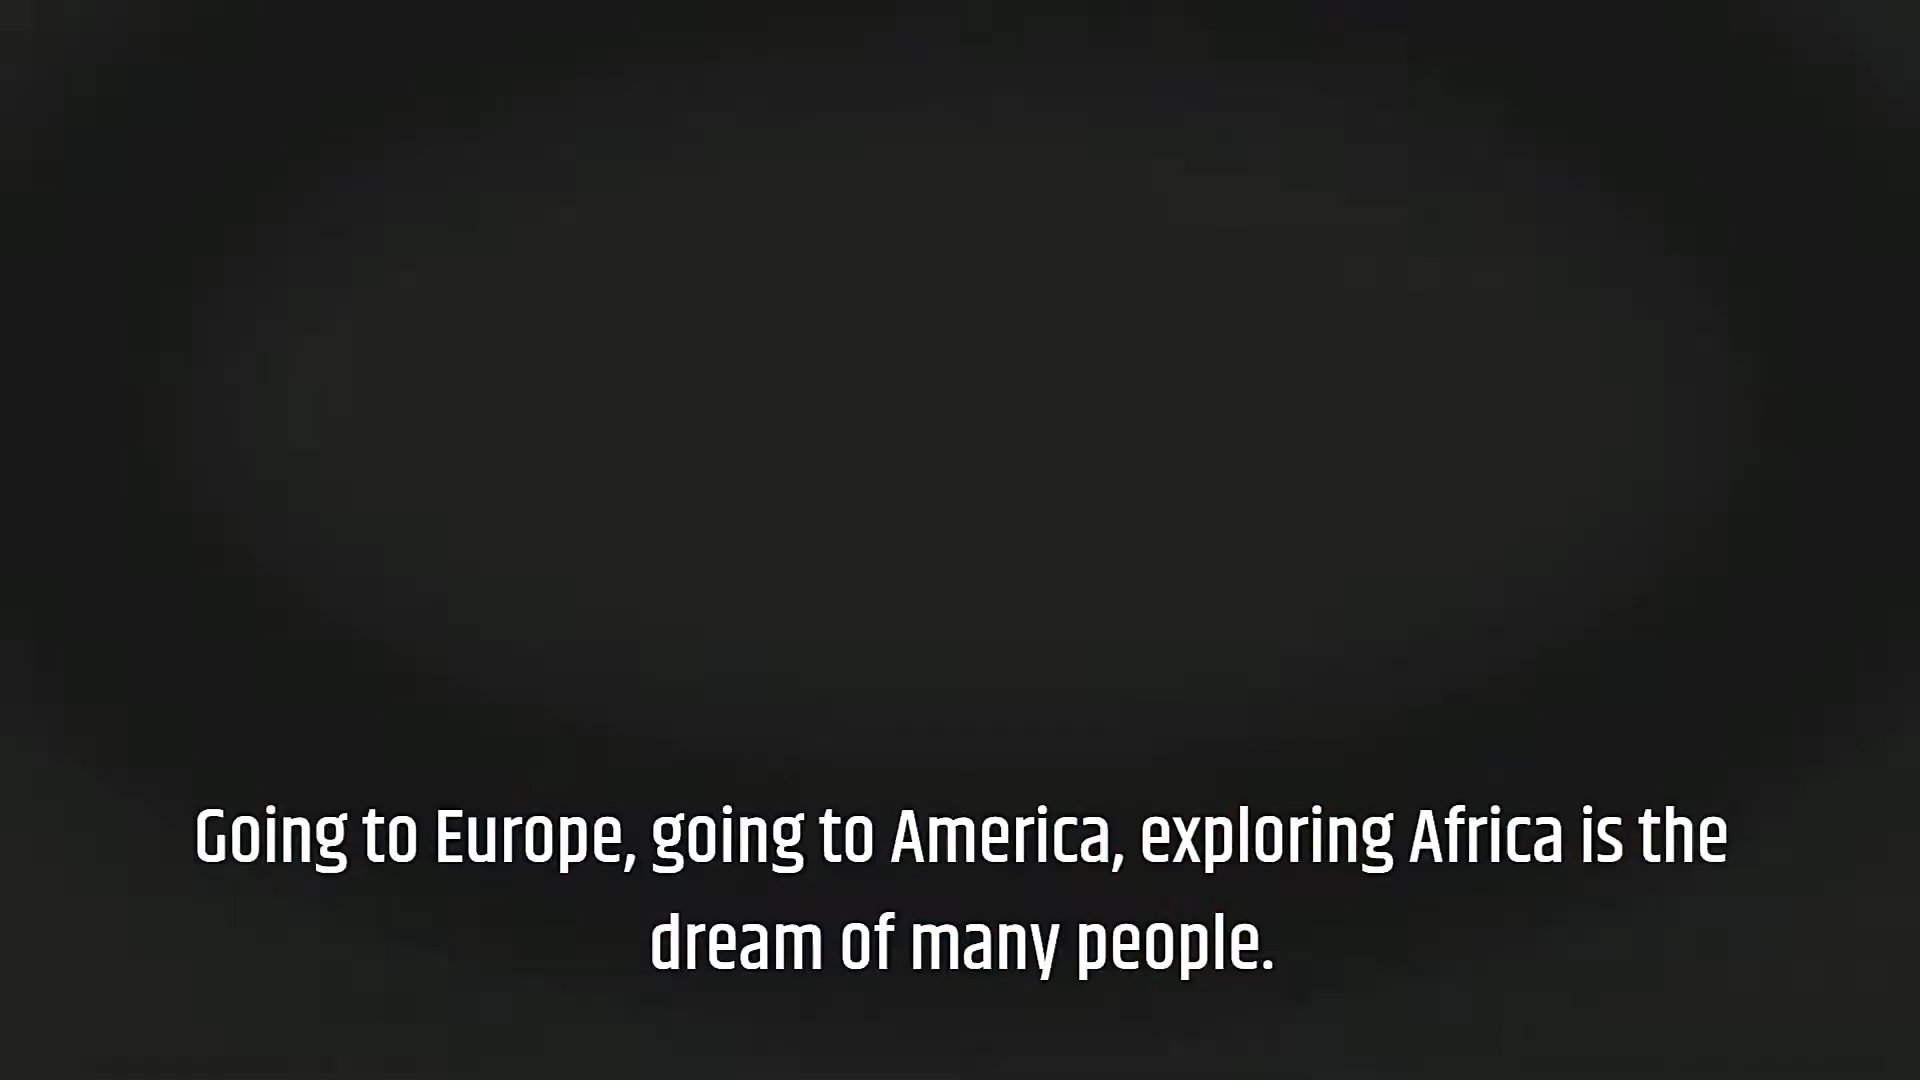 Going to Europe, going to America, exploring Africa is the
dream of many people.